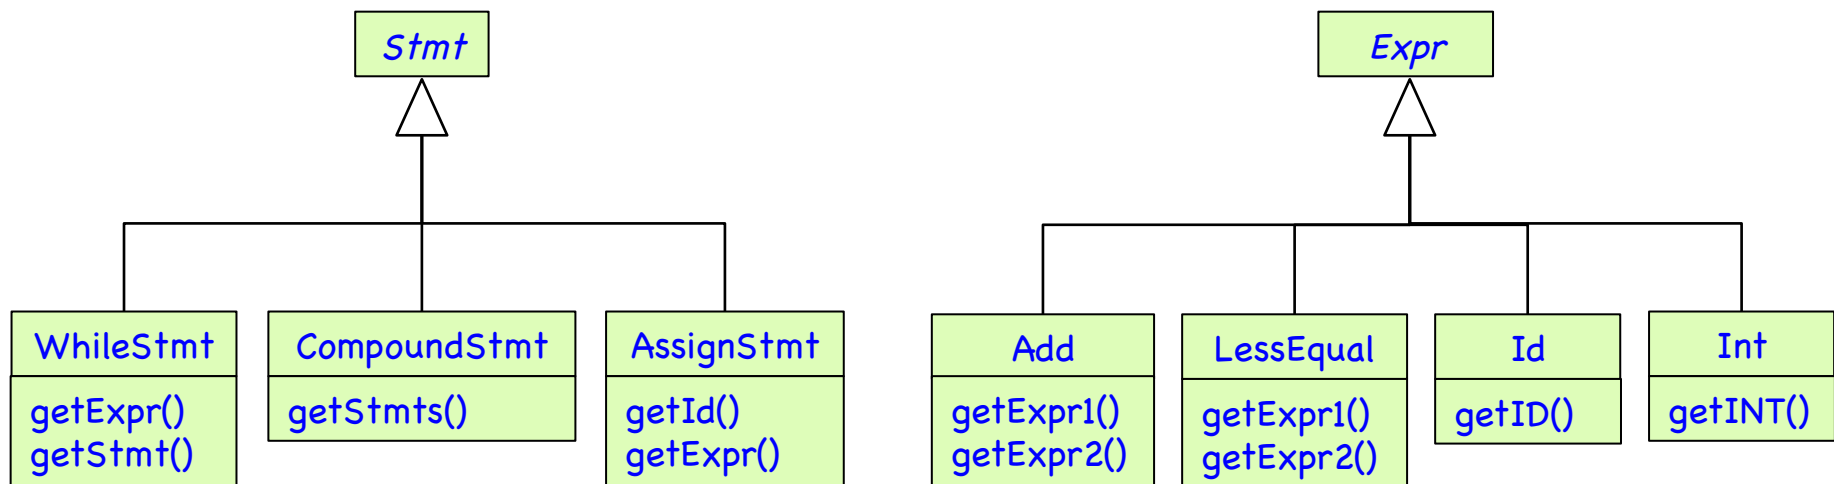 Stmt
Expr
WhileStmt
getExpr()
getStmt()
CompoundStmt
getStmts()
AssignStmt
getId()
getExpr()
Add
getExpr1()
getExpr2()
LessEqual
getExpr1()
getExpr2()
Id
getID()
Int
getINT()